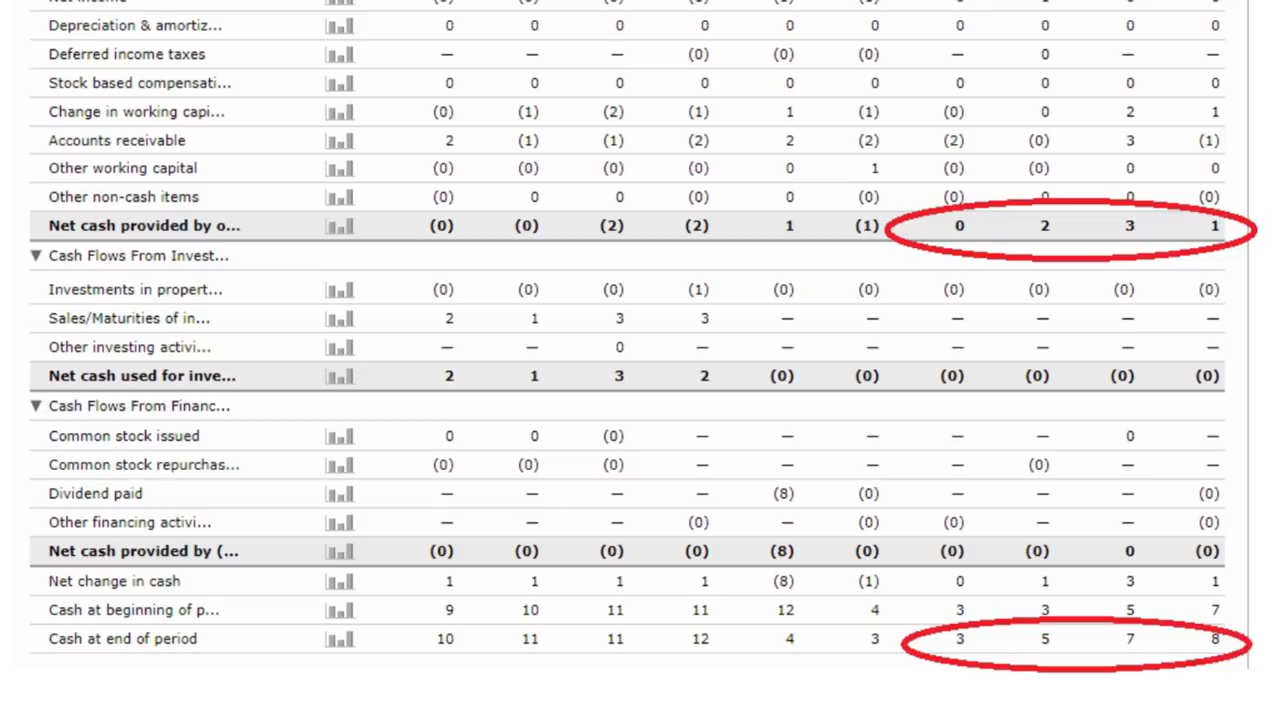 Depreciation & amortiz... 0 0 0 0 0 0 0 0 0 0
Deferred income taxes — — — (0) (0) (0) — 0 — —
Stock based compensati... 0 0 0 0 0 0 0 0 0 0
Change in working capi... (0) (1) (2) (1) 1 (1) (0) 0 2 1
Accounts receivable 2 (1) (1) (2) 2 (2) (2) (0) 3 (1)
Other working capital (0) (0) (0) (0) 0 1 (0) (0) 0 0
Other non-cash items (0) 0 0 (0) 0 (0) (0) 0 0 (0)
Net cash provided by o... (0) (0) (2) (2) 1 (1) 0 2 3 1
▼ Cash Flows From Invest...
Investments in propert... (0) (0) (0) (1) (0) (0) (0) (0) (0) (0)
Sales/Maturities of in... 2 1 3 3 — — — — — —
Other investing activi... — — 0 — — — — — — —
Net cash used for inve... 2 1 3 2 (0) (0) (0) (0) (0) (0)
▼ Cash Flows From Financ...
Common stock issued 0 0 (0) — — — — — 0 —
Common stock repurchas... (0) (0) (0) — — — — (0) — —
Dividend paid — — — — (8) (0) — — — (0)
Other financing activi... — — — (0) — (0) (0) — — (0)
Net cash provided by (... (0) (0) (0) (0) (8) (0) (0) (0) 0 (0)
Net change in cash 1 1 1 1 (8) (1) 0 1 3 1
Cash at beginning of p... 9 10 11 11 12 4 3 3 5 7
Cash at end of period 10 11 11 12 4 3 3 5 7 8